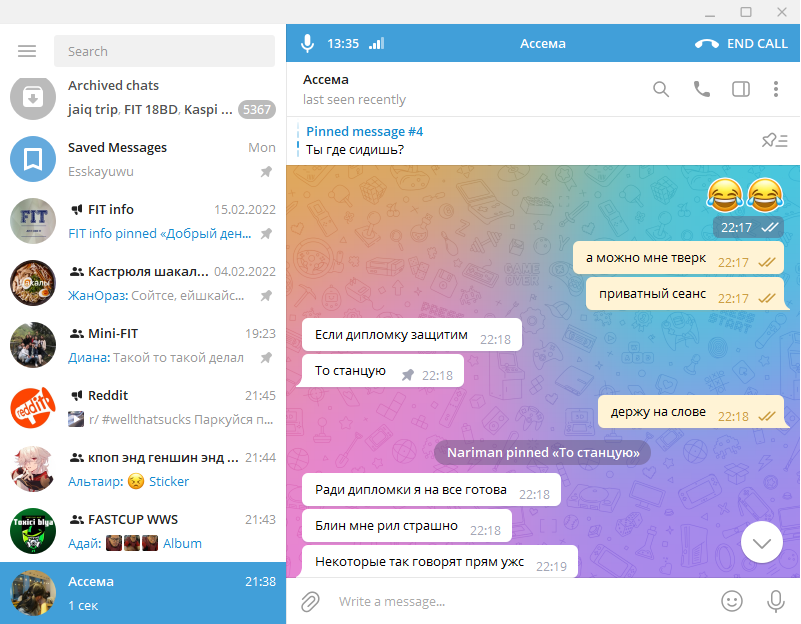 Search
Archived chats
jaiq trip, FIT 18BD, Kaspi ...
5367
Saved Messages
Mon
Esskayuwu
FIT
FIT info
15.02.2022
FIT info pinned «Добрый ден...
Кастрюля шакал...
04.02.2022
ЖанОраз: Сойтсе, ейшкайс...
Mini-FIT
19:23
Диана: Такой то такой делал
reddit
Reddit
21:45
r/ #wellthatsucks Паркуйся п...
кпоп энд геншин энд ...
21:44
Альтаир: 😣 Sticker
Toxici blya
FASTCUP WWS
21:43
Адай: Album
Ассема
21:38
1 сек
13:35
Ассема
END CALL
Ассема
last seen recently
Pinned message #4
Ты где сидишь?
😂😂
22:17
а можно мне тверк 22:17
приватный сеанс 22:17
Если дипломку защитим 22:18
То станцую 22:18
держу на слове 22:18
Nariman pinned «То станцую»
Ради дипломки я на все готова 22:18
Блин мне рил страшно 22:18
Некоторые так говорят прям ужс 22:19
Write a message...